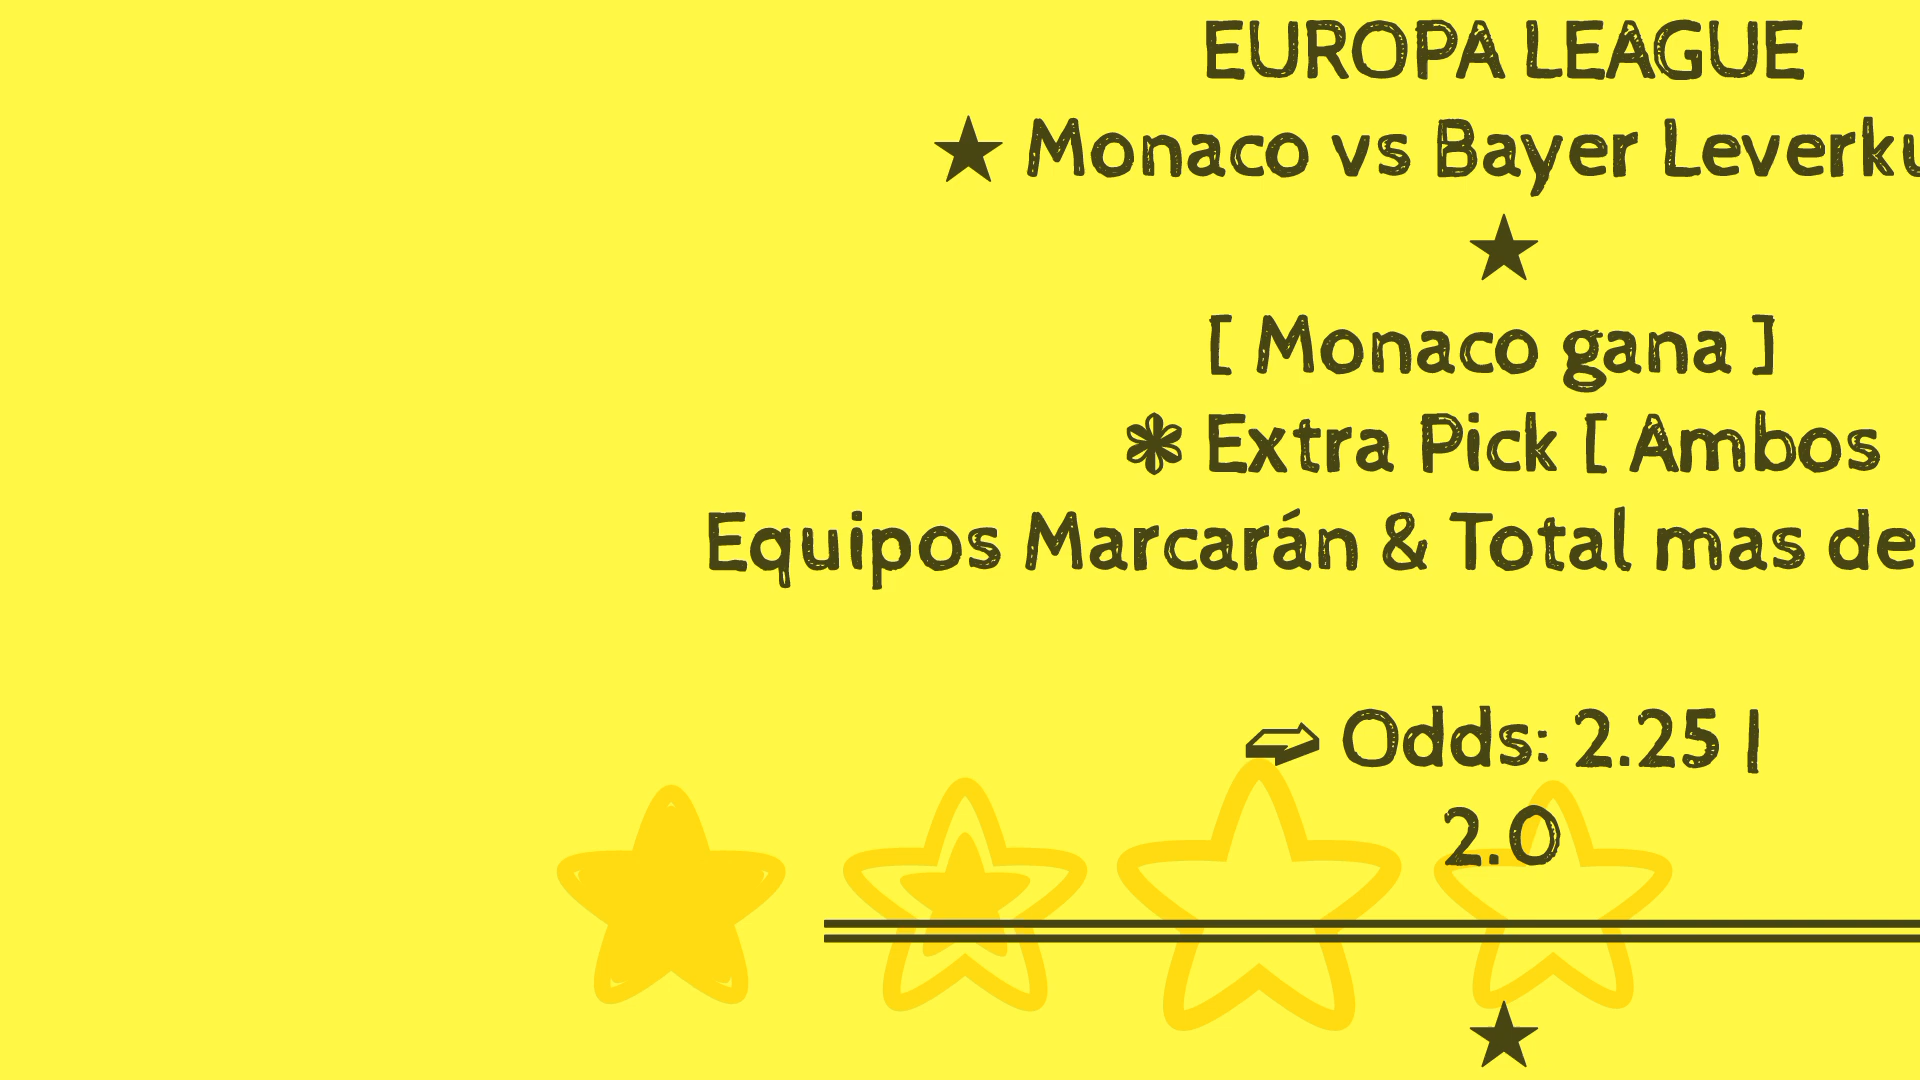 EUROPA LEAGUE
★ Monaco vs Bayer
★
[ Monaco gana ]
❃ Extra Pick [ Ambos
Equipos Marcarán & Total mas de
➫ Odds: 2.25 |
2.0
★